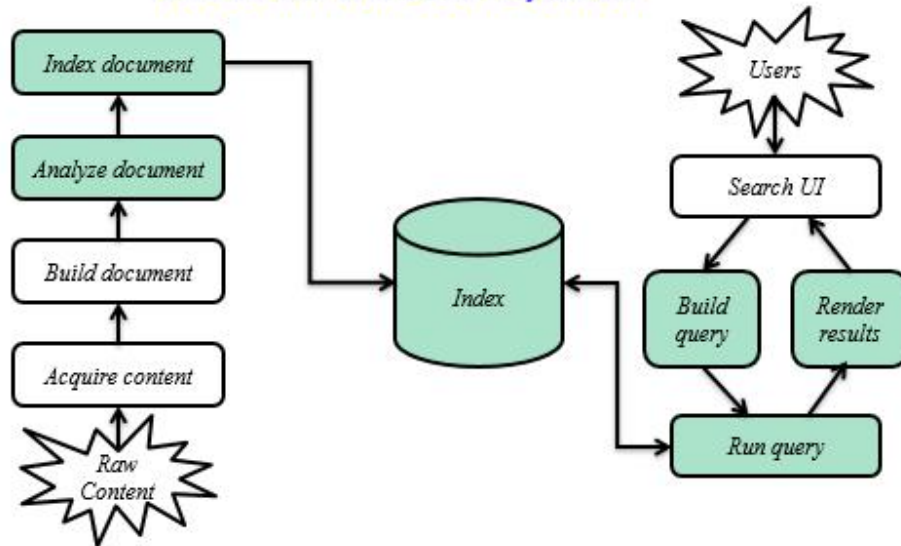 Index document
Analyze document
Build document
Acquire content
Raw
Content
Index
Users
Search UI
Build
query
Render
results
Run query